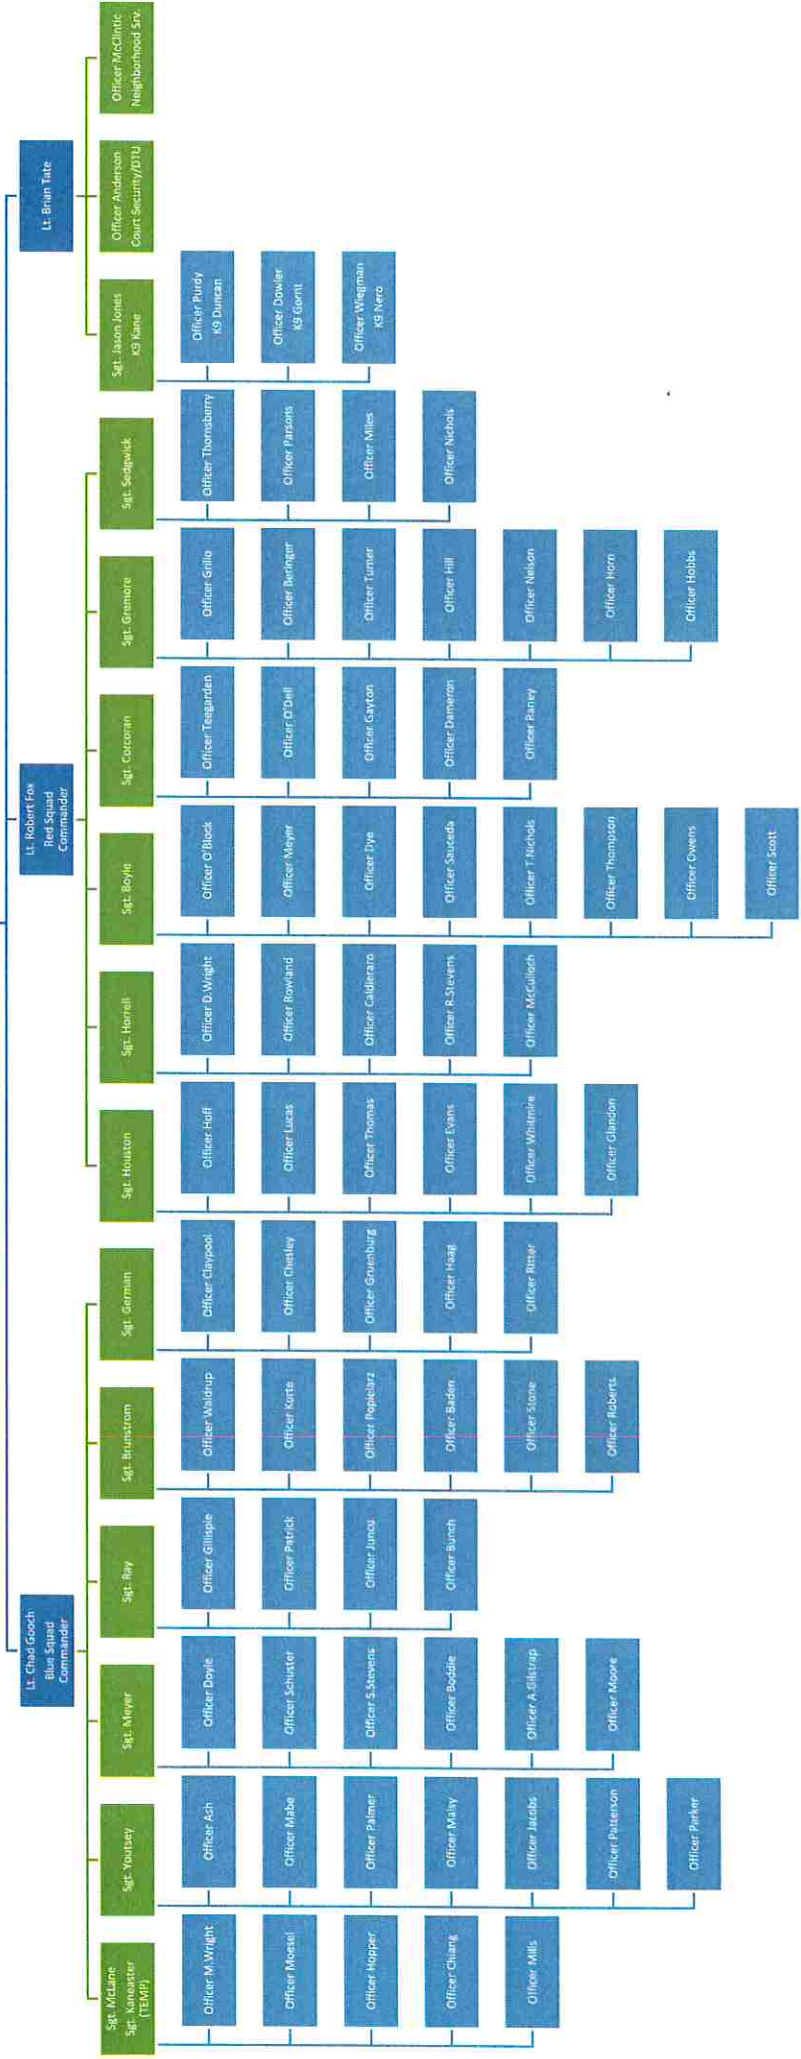 Lt. Chad Gooch
Blue Squad
Commander
Sgt. McLane
Sgt. Kaneaster
(TEMP)
Officer M.Wright
Officer Moesel
Officer Hopper
Officer Chiang
Officer Mills
Sgt. Youtsey
Officer Ash
Officer Mabe
Officer Palmer
Officer Maisy
Officer Jacobs
Officer Patterson
Officer Parker
Sgt. Meyer
Officer Doyle
Officer Schuster
Officer S.Stevens
Officer Boddie
Officer A.Gilstrap
Officer Moore
Sgt. Ray
Officer Gillispie
Officer Patrick
Officer Juncu
Officer Bunch
Sgt. Brunstrom
Officer Waldrup
Officer Korte
Officer Popielarz
Officer Baden
Officer Stone
Officer Roberts
Sgt. German
Officer Claypool
Officer Chesley
Officer Gruenburg
Officer Haag
Officer Ritter
Lt. Robert Fox
Red Squad
Commander
Sgt. Houston
Officer Hoff
Officer Lucas
Officer Thomas
Officer Evans
Officer Whitmire
Officer Glandon
Sgt. Horrell
Officer D.Wright
Officer Rowland
Officer Caldieraro
Officer R.Stevens
Officer McCulloch
Sgt. Boyle
Officer O'Block
Officer Meyer
Officer Dye
Officer Sauceda
Officer T.Nichols
Officer Thompson
Officer Owens
Officer Scott
Sgt. Corcoran
Officer Teegarden
Officer O'Dell
Officer Gayton
Officer Dameron
Officer Raney
Sgt. Gremore
Officer Grillo
Officer Beringer
Officer Turner
Officer Hill
Officer Nelson
Officer Horn
Officer Hobbs
Sgt. Sedgwick
Officer Thornsberry
Officer Parsons
Officer Miles
Officer Nichols
Lt. Brian Tate
Sgt. Jason Jones
K9 Kane
Officer Purdy
K9 Duncan
Officer Dowler
K9 Gornt
Officer Wiegman
K9 Nero
Officer Anderson
Court Security/DTU
Officer McClintic
Neighborhood Srv.